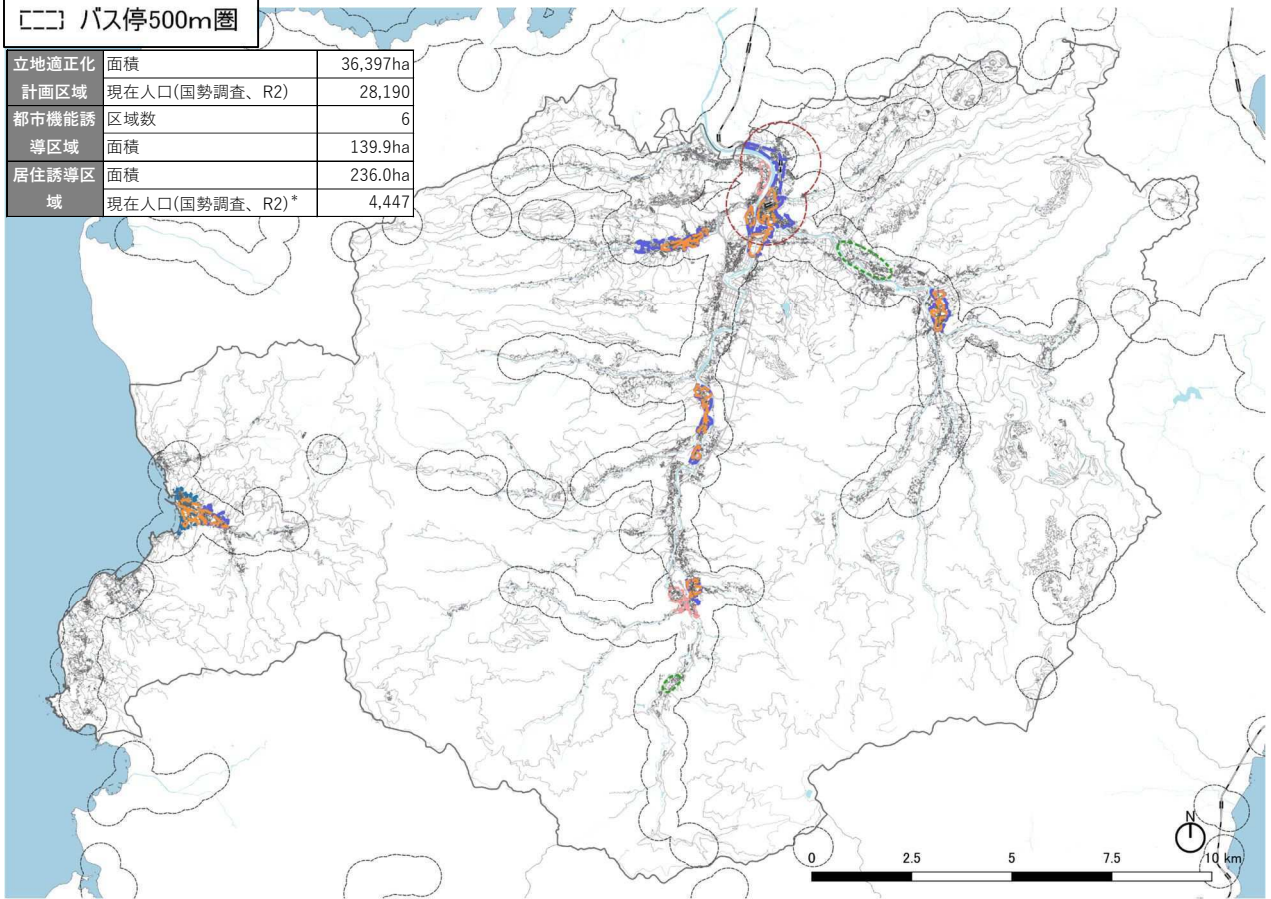 バス停500m圏
立地適正化計画区域 面積 36,397ha
現在人口(国勢調査、R2) 28,190
都市機能誘導区域 区域数 6
面積 139.9ha
居住誘導区域 面積 236.0ha
現在人口(国勢調査、R2)* 4,447
N
0 2.5 5 7.5 10 km